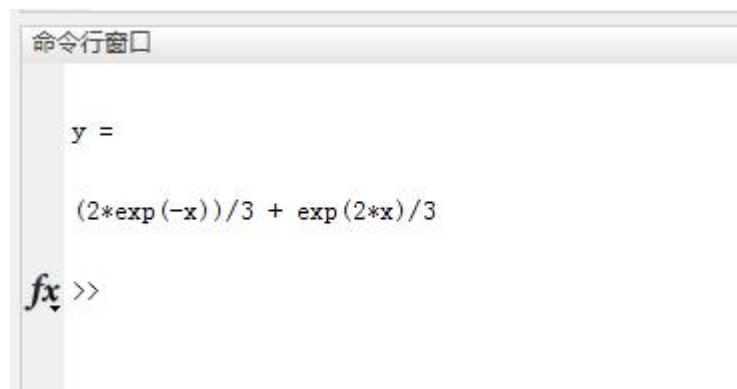 命令行窗口
y =
(2*exp(-x))/3 + exp(2*x)/3
fx >>